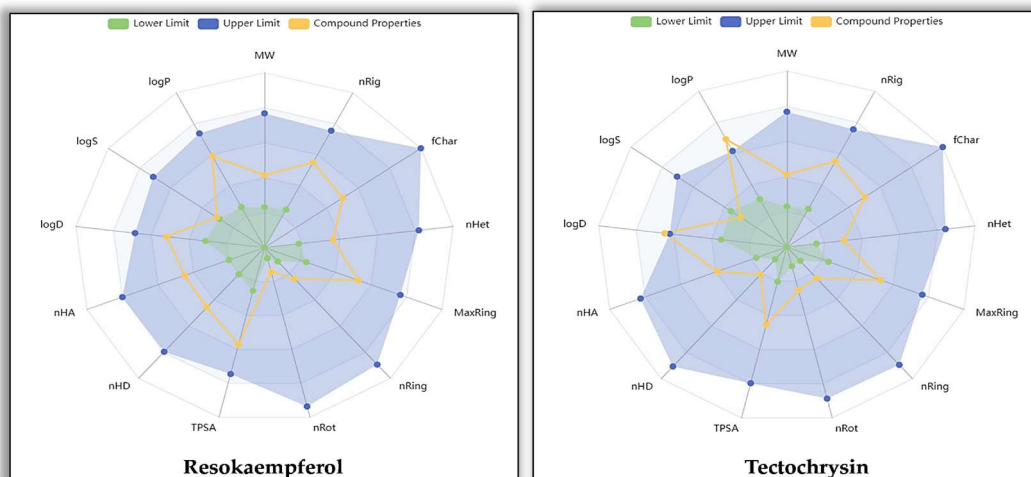 Lower Limit Upper Limit Compound Properties
MW
logP
nRig
logS
fChar
logD
nHet
nHA
MaxRing
nHD
nRing
TPSA
nRot
Resokaempferol
Lower Limit Upper Limit Compound Properties
MW
logP
nRig
logS
fChar
logD
nHet
nHA
MaxRing
nHD
nRing
TPSA
nRot
Tectochrysin